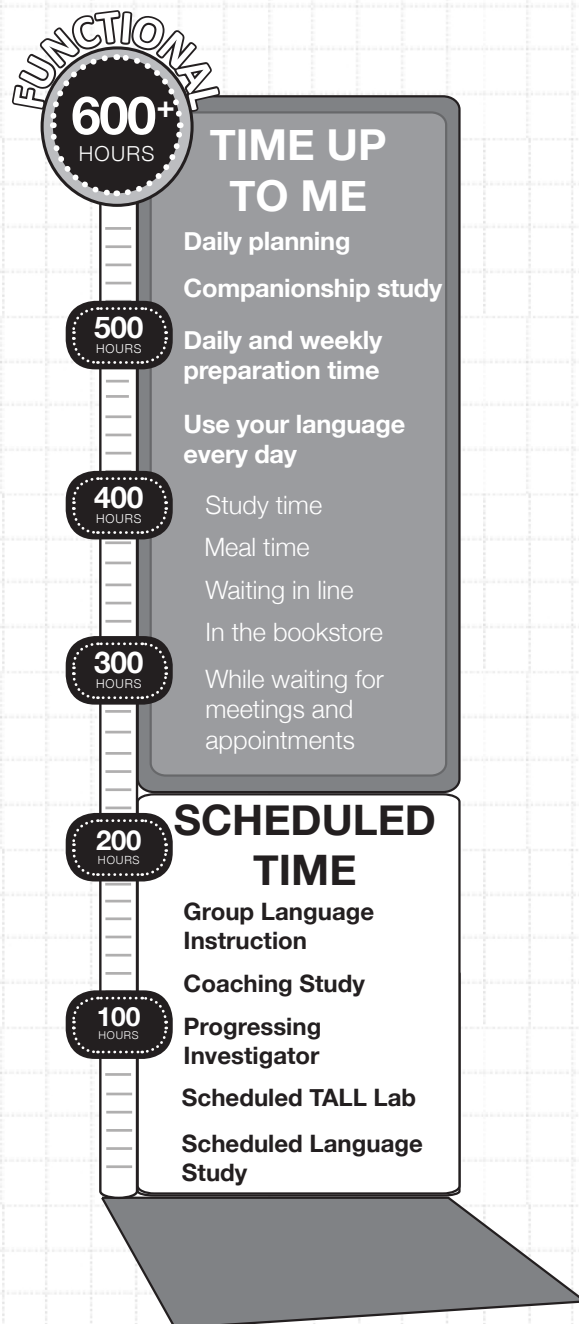 FUNCTIONAL
600+
HOURS
TIME UP
TO ME
Daily planning
Companionship study
500
HOURS
Daily and weekly
preparation time
Use your language
every day
400
HOURS
Study time
Meal time
Waiting in line
In the bookstore
300
HOURS
While waiting for
meetings and
appointments
SCHEDULED
TIME
200
HOURS
Group Language
Instruction
Coaching Study
100
HOURS
Progressing
Investigator
Scheduled TALL Lab
Scheduled Language
Study